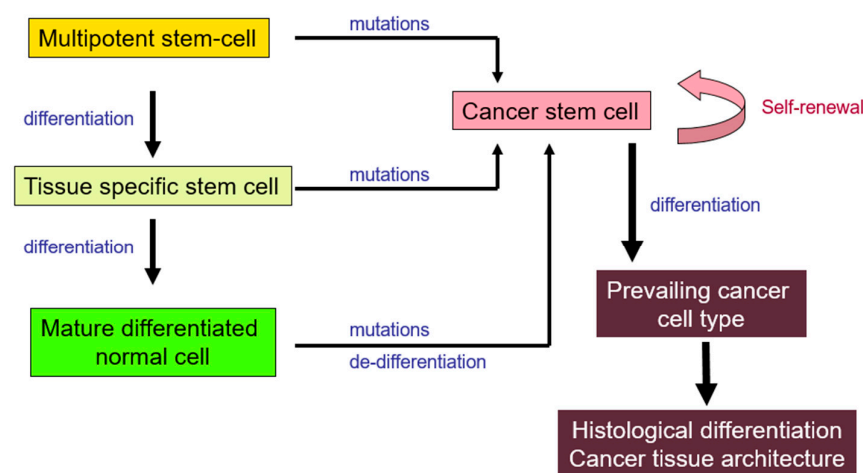 Multipotent stem-cell
mutations
Cancer stem cell
Self-renewal
differentiation
Tissue specific stem cell
mutations
differentiation
differentiation
Prevailing cancer
cell type
Mature differentiated
normal cell
mutations
de-differentiation
Histological differentiation
Cancer tissue architecture